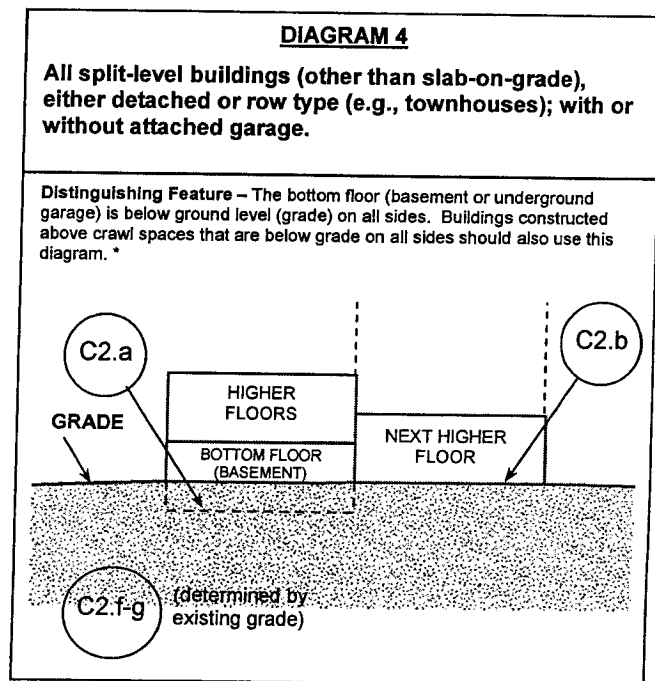 DIAGRAM 4
All split-level buildings (other than slab-on-grade),
either detached or row type (e.g., townhouses); with or
without attached garage.
Distinguishing Feature – The bottom floor (basement or underground
garage) is below ground level (grade) on all sides. Buildings constructed
above crawl spaces that are below grade on all sides should also use this
diagram. *
C2.a
C2.b
HIGHER
FLOORS
GRADE
NEXT HIGHER
FLOOR
BOTTOM FLOOR
(BASEMENT)
C2.f-g
(determined by
existing grade)